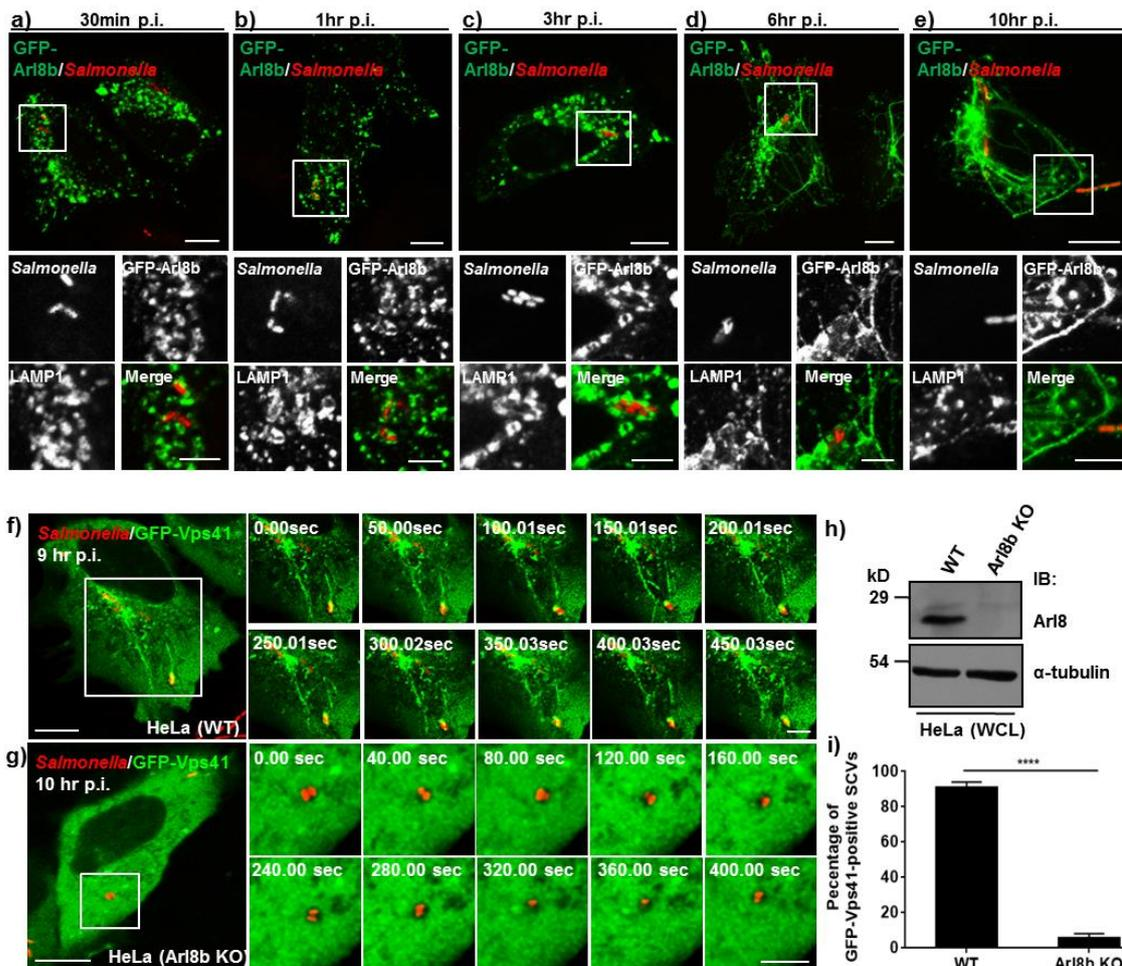 a) 30min p.i.
GFP-
Arl8b/Salmonella
Salmonella GFP-Arl8b
LAMP1 Merge
b) 1hr p.i.
GFP-
Arl8b/Salmonella
Salmonella GFP-Arl8b
LAMP1 Merge
c) 3hr p.i.
GFP-
Arl8b/Salmonella
Salmonella GFP-Arl8b
LAMP1 Merge
d) 6hr p.i.
GFP-
Arl8b/Salmonella
Salmonella GFP-Arl8b
LAMP1 Merge
e) 10hr p.i.
GFP-
Arl8b/Salmonella
Salmonella GFP-Arl8b
LAMP1 Merge
f) Salmonella/GFP-Vps41
9 hr p.i.
HeLa (WT)
0.00sec 50.00sec 100.01sec 150.01sec 200.01sec
250.01sec 300.02sec 350.03sec 400.03sec 450.03sec
g) Salmonella/GFP-Vps41
10 hr p.i.
HeLa (Arl8b KO)
0.00 sec 40.00 sec 80.00 sec 120.00 sec 160.00 sec
240.00 sec 280.00 sec 320.00 sec 360.00 sec 400.00 sec
h)
WT Arl8b KO
kD IB:
29
Arl8
54
α-tubulin
HeLa (WCL)
i)
Pecentage of
GFP-Vps41-positive SCVs
100
80
60
40
20
0
****
WT Arl8b KO